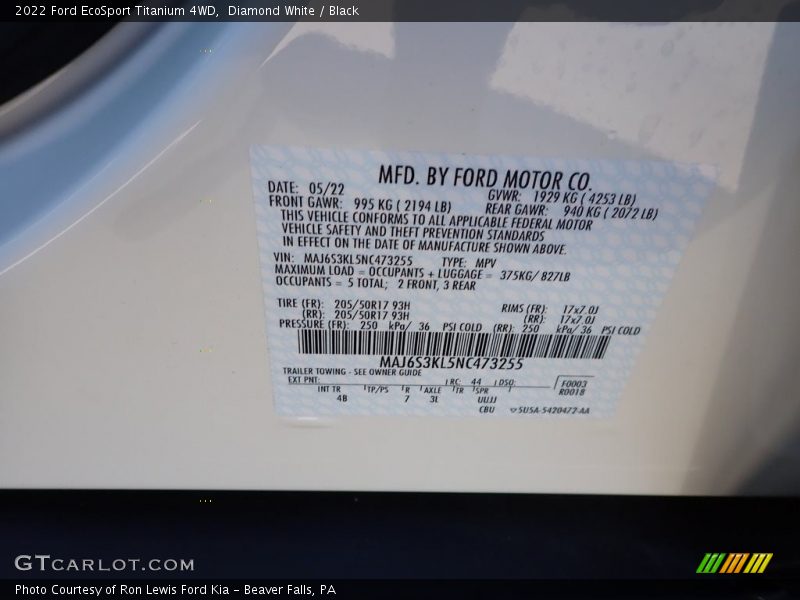 2022 Ford EcoSport Titanium 4WD,  Diamond White / Black
MFD. BY FORD MOTOR CO.
DATE: 05/22
GVWR: 1929 KG ( 4253 LB)
FRONT GAWR: 995 KG ( 2194 LB)
REAR GAWR: 940 KG ( 2072 LB)
THIS VEHICLE CONFORMS TO ALL APPLICABLE FEDERAL MOTOR
VEHICLE SAFETY AND THEFT PREVENTION STANDARDS
IN EFFECT ON THE DATE OF MANUFACTURE SHOWN ABOVE.
VIN: MAJ6S3KL5NC473255 TYPE: MPV
MAXIMUM LOAD = OCCUPANTS + LUGGAGE = 375KG/ 827LB
OCCUPANTS = 5 TOTAL; 2 FRONT, 3 REAR
TIRE (FR): 205/50R17 93H RIMS (FR): 17x7.0J
(RR): 205/50R17 93H (RR): 17x7.0J
PRESSURE (FR): 250 kPa/ 36 PSI COLD (RR): 250 kPa/ 36 PSI COLD
MAJ6S3KL5NC473255
TRAILER TOWING - SEE OWNER GUIDE
EXT PNT: RC: 44 DSO: F0003
R0018
INT TR TP/PS R AXLE TR SPR
4B 7 3L UUJJ
CBU 5U5A-5420472-AA
GTCARLOT.COM
Photo Courtesy of Ron Lewis Ford Kia - Beaver Falls, PA